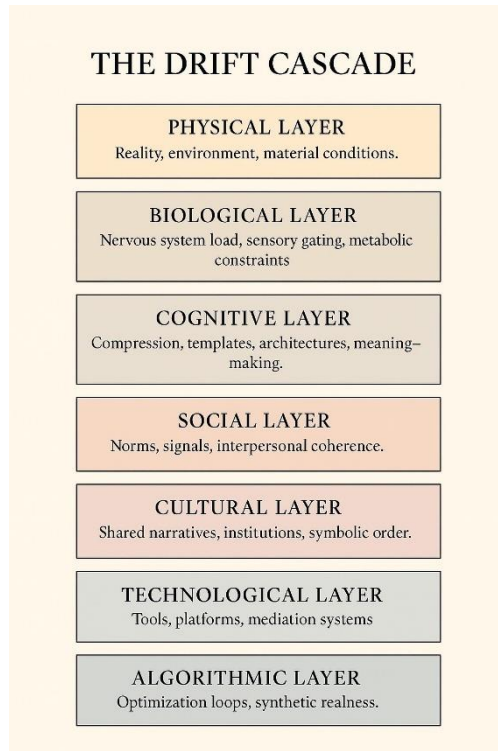 THE DRIFT CASCADE
PHYSICAL LAYER
Reality, environment, material conditions.
BIOLOGICAL LAYER
Nervous system load, sensory gating, metabolic
constraints
COGNITIVE LAYER
Compression, templates, architectures, meaning–
making.
SOCIAL LAYER
Norms, signals, interpersonal coherence.
CULTURAL LAYER
Shared narratives, institutions, symbolic order.
TECHNOLOGICAL LAYER
Tools, platforms, mediation systems
ALGORITHMIC LAYER
Optimization loops, synthetic realness.